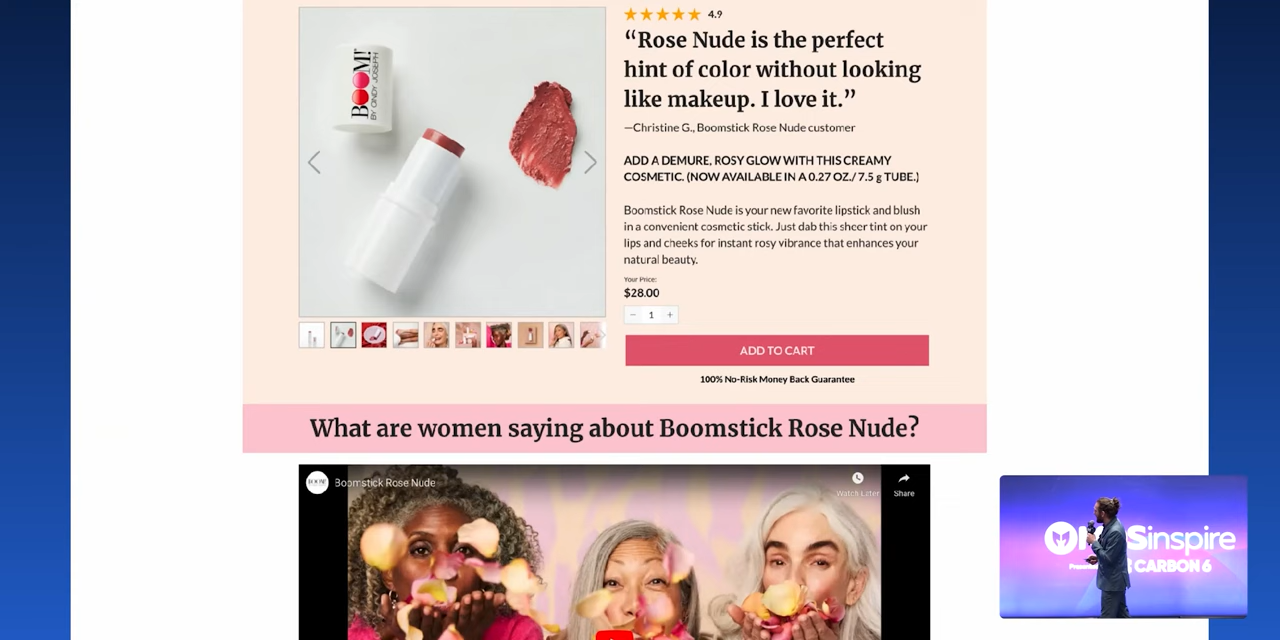 4.9
“Rose Nude is the perfect
hint of color without looking
like makeup. I love it.”
—Christine G., Boomstick Rose Nude customer
ADD A DEMURE, ROSY GLOW WITH THIS CREAMY
COSMETIC. (NOW AVAILABLE IN A 0.27 OZ./ 7.5 g TUBE.)
Boomstick Rose Nude is your new favorite lipstick and blush
in a convenient cosmetic stick. Just dab this sheer tint on your
lips and cheeks for instant rosy vibrance that enhances your
natural beauty.
Your Price:
$28.00
1
ADD TO CART
100% No-Risk Money Back Guarantee
BOOM!
BY CINDY JOSEPH
What are women saying about Boomstick Rose Nude?
BOOM!
Boomstick Rose Nude
Watch Later
Share
Sinspire
CARBON 6